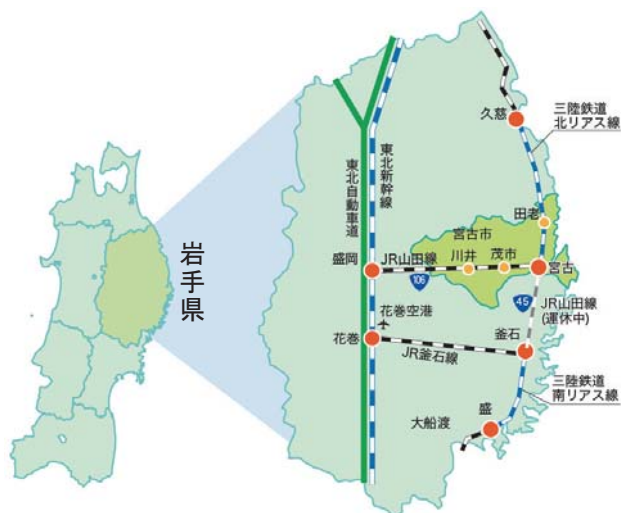 岩手県
久慈
三陸鉄道
北リアス線
東北新幹線
東北自動車道
田老
宮古市
盛岡
JR山田線
川井
茂市
宮古
106
花巻空港
45
JR山田線
(運休中)
花巻
釜石
JR釜石線
三陸鉄道
南リアス線
盛
大船渡